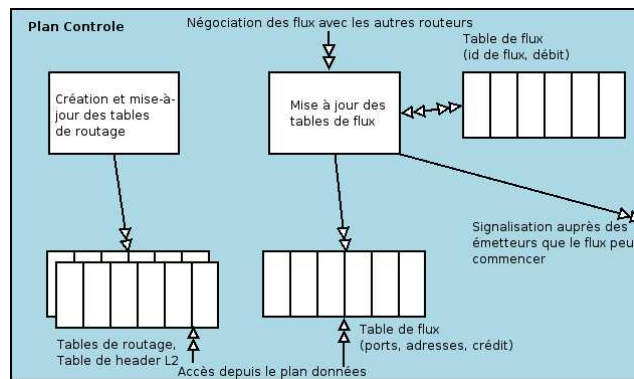 Plan Controle
Négociation des flux avec les autres routeurs
Table de flux
(id de flux, débit)
Création et mise-à-
jour des tables
de routage
Mise à jour des
tables de flux
Signalisation auprès des
émetteurs que le flux peu
commencer
Tables de routage,
Table de header L2
Table de flux
(ports, adresses, crédit)
Accès depuis le plan données